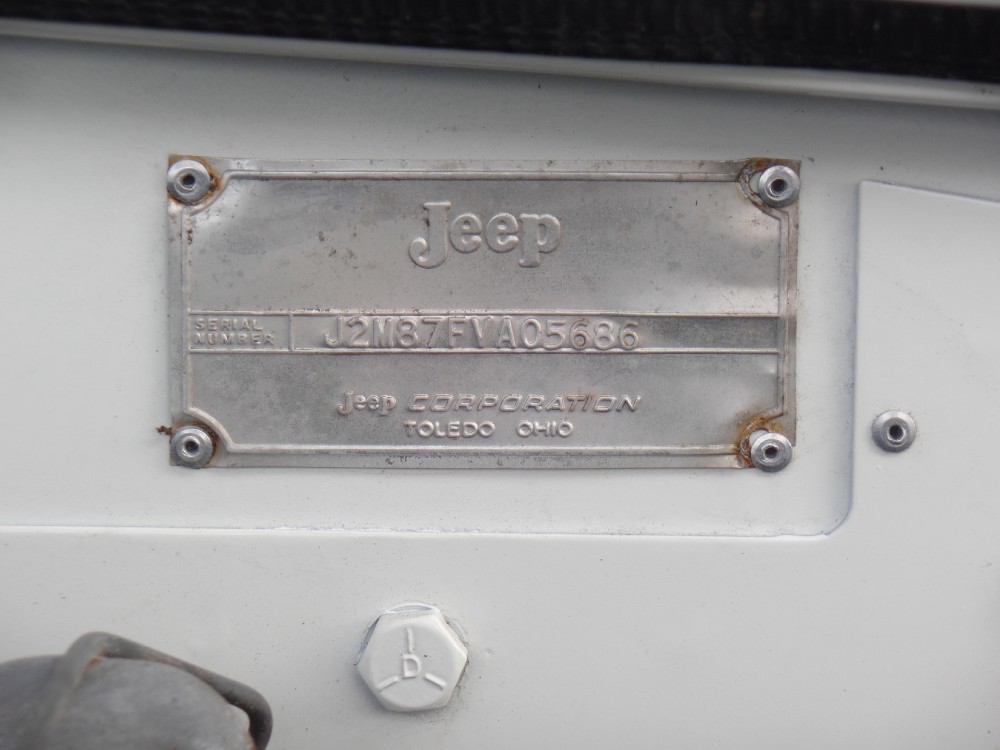 Jeep
SERIAL
NUMBER
J2M87FVA05686
Jeep CORPORATION
TOLEDO OHIO
D